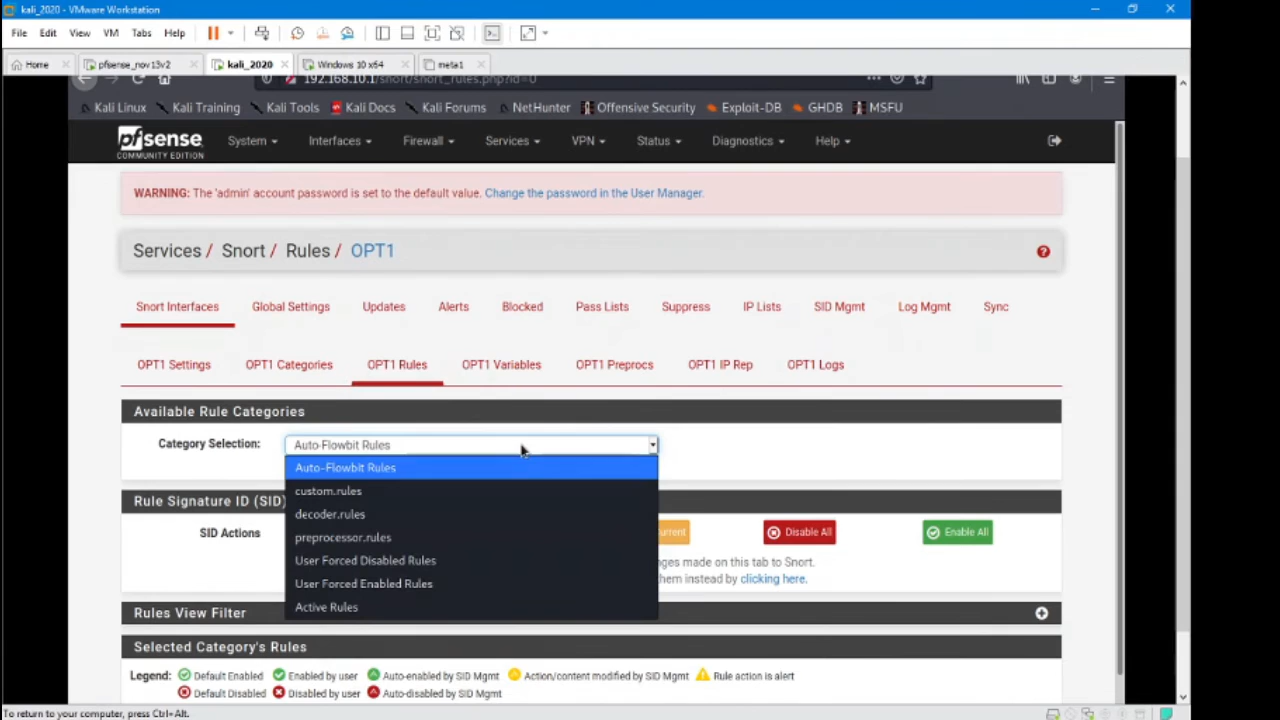 kali_2020 - VMware Workstation
File Edit View VM Tabs Help
Home pfsense_nov13v2 kali_2020 Windows 10 x64 meta1
192.168.10.1/snort/snort_rules.php?id=0
Kali Linux Kali Training Kali Tools Kali Docs Kali Forums NetHunter Offensive Security Exploit-DB GHDB MSFU
pfsense System Interfaces Firewall Services VPN Status Diagnostics Help
COMMUNITY EDITION
WARNING: The 'admin' account password is set to the default value. Change the password in the User Manager.
Services / Snort / Rules / OPT1
Snort Interfaces Global Settings Updates Alerts Blocked Pass Lists Suppress IP Lists SID Mgmt Log Mgmt Sync
OPT1 Settings OPT1 Categories OPT1 Rules OPT1 Variables OPT1 Preprocs OPT1 IP Rep OPT1 Logs
Available Rule Categories
Category Selection: Auto-Flowbit Rules
Auto-Flowbit Rules
custom.rules
Rule Signature ID (SID)
decoder.rules
SID Actions Disable All Enable All
preprocessor.rules
User Forced Disabled Rules made on this tab to Snort.
User Forced Enabled Rules instead by clicking here.
Active Rules
Rules View Filter
Selected Category's Rules
Legend: Default Enabled Enabled by user Auto-enabled by SID Mgmt Action/content modified by SID Mgmt Rule action is alert
Default Disabled Disabled by user Auto-disabled by SID Mgmt
To return to your computer, press Ctrl+Alt.